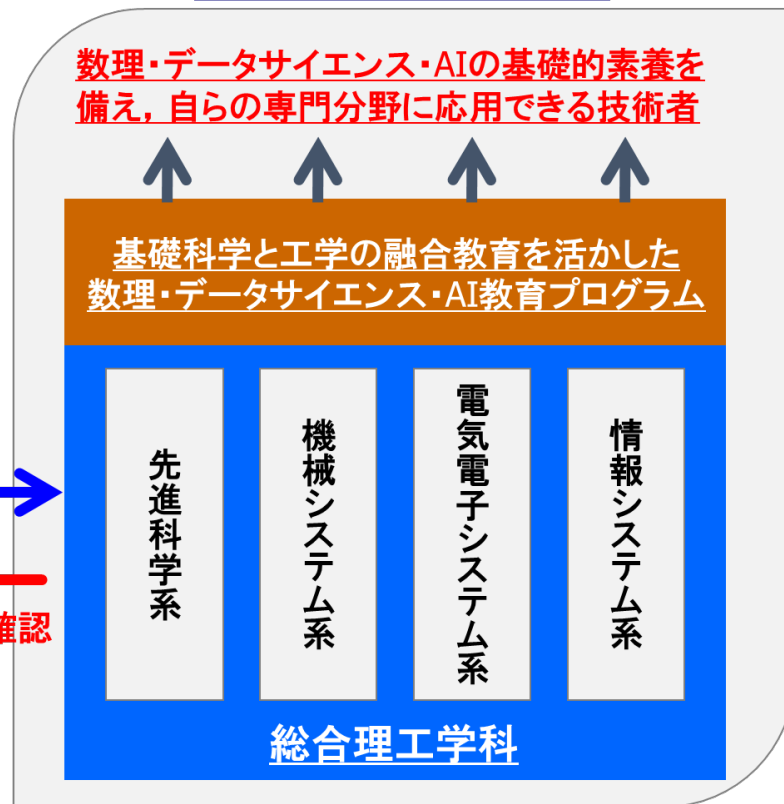 数理・データサイエンス・AIの基礎的素養を
備え，自らの専門分野に応用できる技術者
基礎科学と工学の融合教育を活かした
数理・データサイエンス・AI教育プログラム
先進科学系
機械システム系
電気電子システム系
情報システム系
確認
総合理工学科